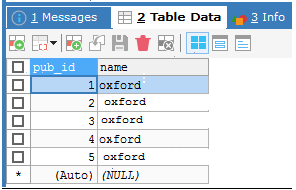 1 Messages 2 Table Data 3 Info
pub_id name
1 oxford
2 oxford
3 oxford
4 oxford
5 oxford
* (Auto) (NULL)